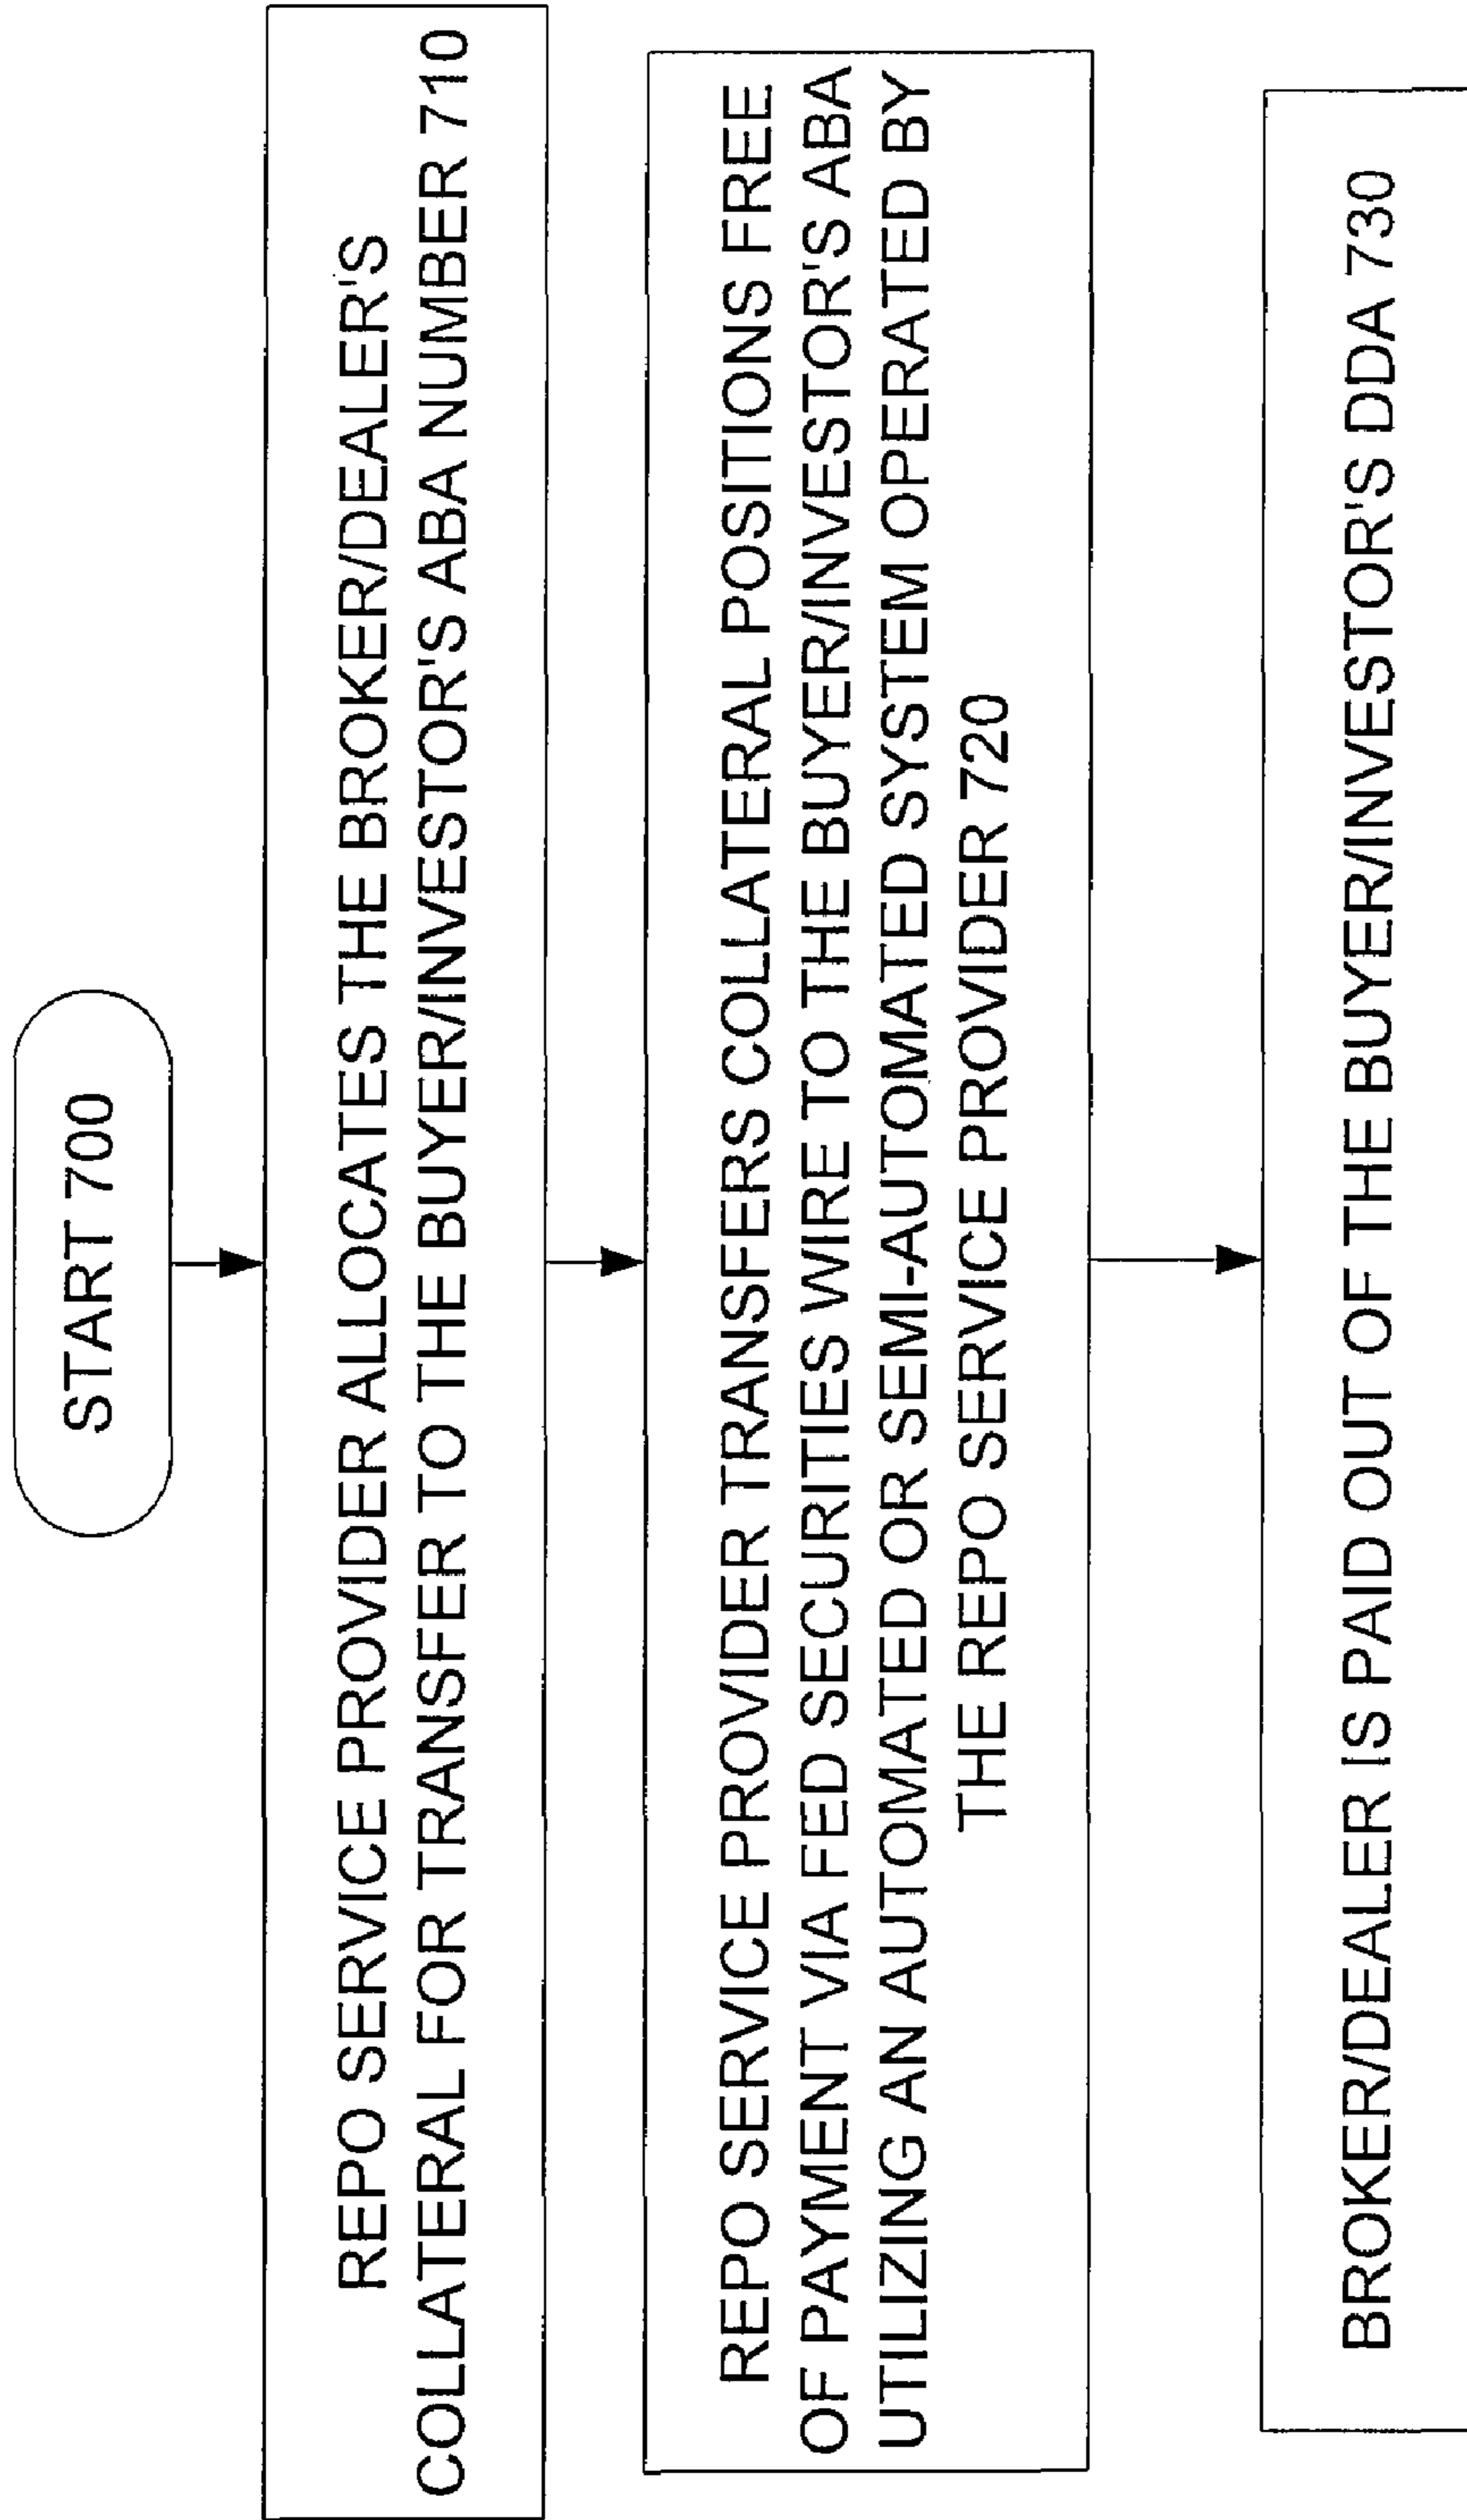 START 700
REPO SERVICE PROVIDER ALLOCATES THE BROKER/DEALER'S
COLLATERAL FOR TRANSFER TO THE BUYER/INVESTOR'S ABA NUMBER 710
REPO SERVICE PROVIDER TRANSFERS COLLATERAL POSITIONS FREE
OF PAYMENT VIA FED SECURITIES WIRE TO THE BUYER/INVESTOR'S ABA
UTILIZING AN AUTOMATED OR SEMI-AUTOMATED SYSTEM OPERATED BY
THE REPO SERVICE PROVIDER 720
BROKER/DEALER IS PAID OUT OF THE BUYER/INVESTOR'S DDA 730